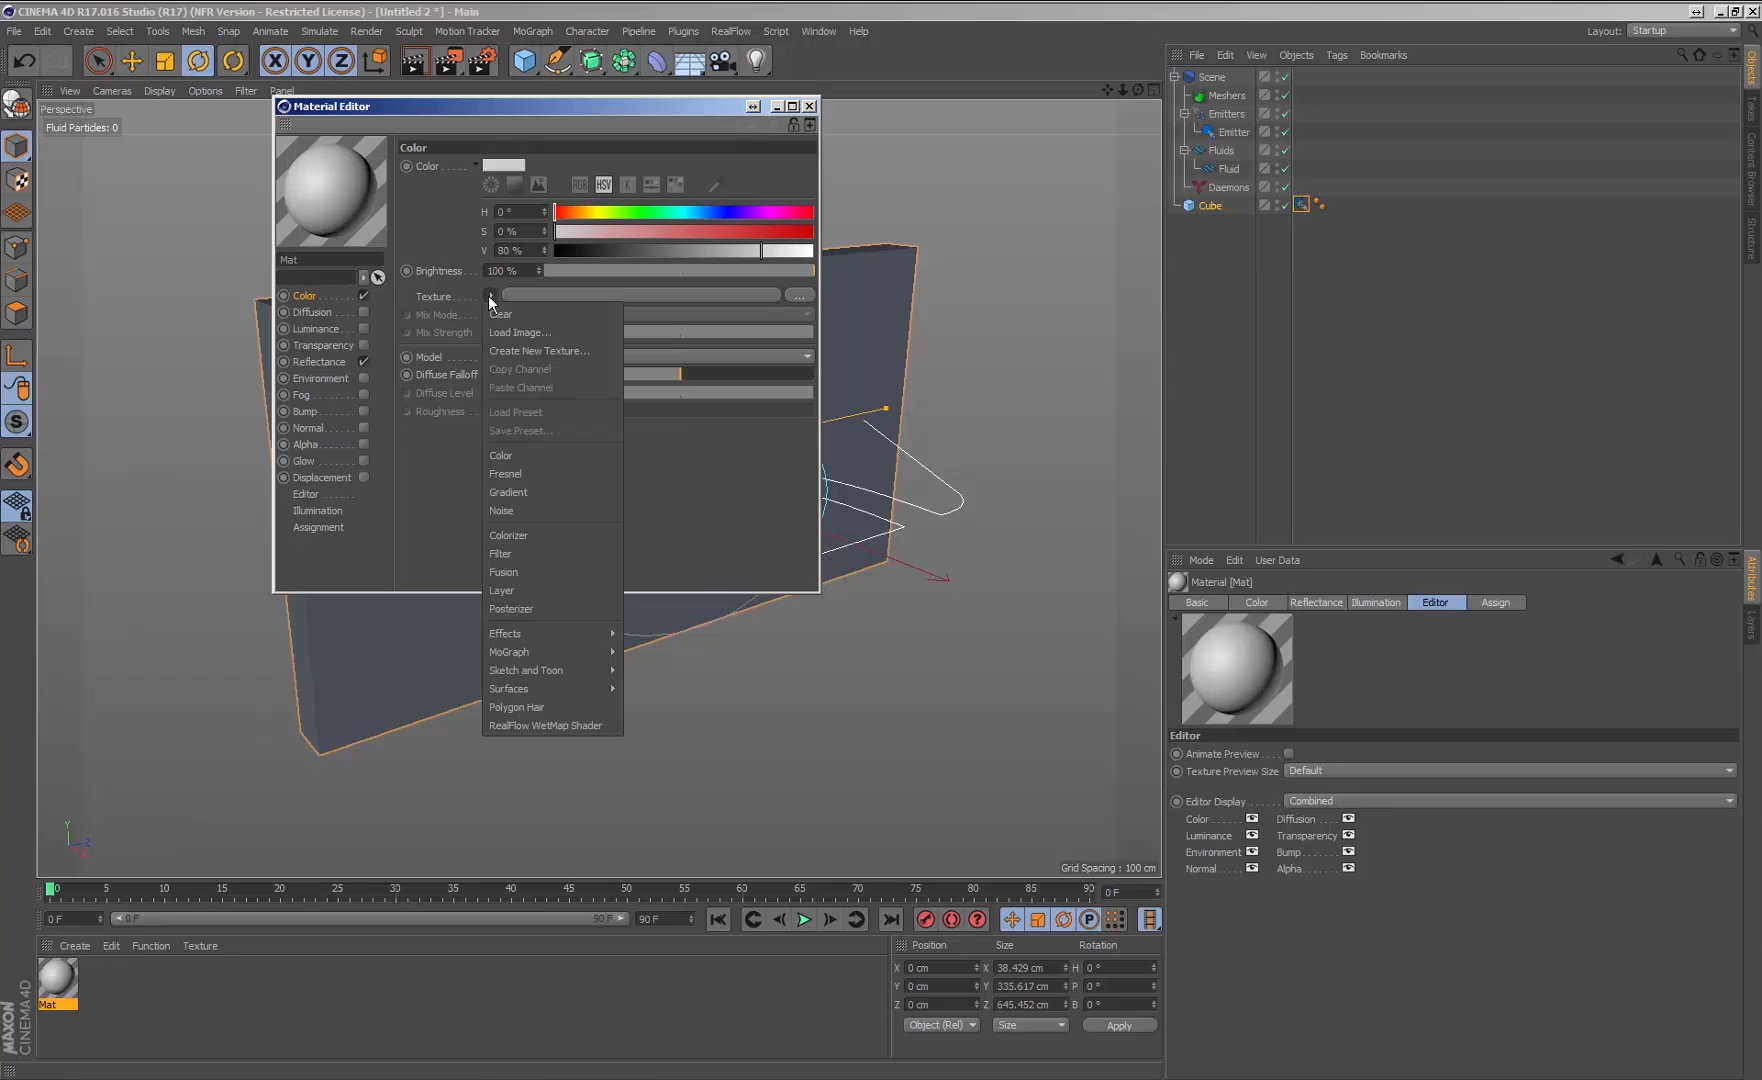 CINEMA 4D R17.016 Studio (R17) (NFR Version - Restricted License) - [Untitled 2 *] - Main
File Edit Create Select Tools Mesh Snap Animate Simulate Render Sculpt Motion Tracker MoGraph Character Pipeline Plugins RealFlow Script Window Help
Layout: Startup
View Cameras Display Options Filter Panel
Perspective
Fluid Particles: 0
Material Editor
Color
Color
RGB HSV K
H 0 °
S 0 %
V 80 %
Brightness 100 %
Texture
...
Mix Mode
Mix Strength
Model
Diffuse Falloff
Diffuse Level
Roughness
Mat
Color
Diffusion
Luminance
Transparency
Reflectance
Environment
Fog
Bump
Normal
Alpha
Glow
Displacement
Editor
Illumination
Assignment
Load Image...
Create New Texture...
Copy Channel
Paste Channel
Load Preset
Save Preset...
Color
Fresnel
Gradient
Noise
Colorizer
Filter
Fusion
Layer
Posterizer
Effects
MoGraph
Sketch and Toon
Surfaces
Polygon Hair
RealFlow WetMap Shader
Y
Z
X
Grid Spacing : 100 cm
File Edit View Objects Tags Bookmarks
Scene
Meshers
Emitters
Emitter
Fluids
Fluid
Daemons
Cube
Objects
Takes
Content Browser
Structure
Mode Edit User Data
Material [Mat]
Basic Color Reflectance Illumination Editor Assign
Editor
Animate Preview
Texture Preview Size Default
Editor Display Combined
Color Diffusion
Luminance Transparency
Environment Bump
Normal Alpha
Attributes
Layers
0 5 10 15 20 25 30 35 40 45 50 55 60 65 70 75 80 85 90 0 F
0 F 0 F 90 F 90 F
Create Edit Function Texture
Mat
Position Size Rotation
X 0 cm X 38.429 cm H 0 °
Y 0 cm Y 335.617 cm P 0 °
Z 0 cm Z 645.452 cm B 0 °
Object (Rel) Size Apply
MAXON
CINEMA 4D